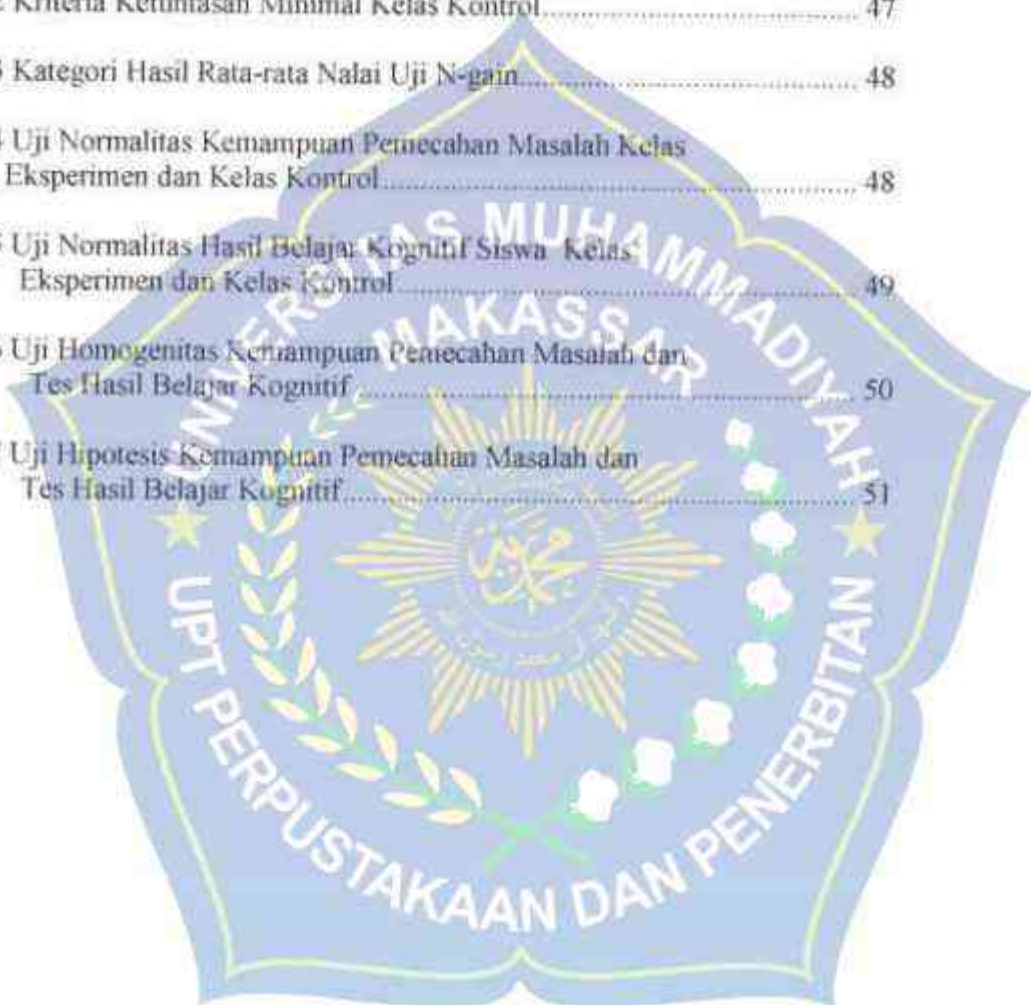 Kriteria Ketuntasan Minimal Kelas Kontrol........................ 47
Kategori Hasil Rata-rata Nalai Uji N-gain........................ 48
Uji Normalitas Kemampuan Pemecahan Masalah Kelas
Eksperimen dan Kelas Kontrol........................ 48
Uji Normalitas Hasil Belajar Kognitif Siswa Kelas
Eksperimen dan Kelas Kontrol........................ 49
Uji Homogenitas Kemampuan Pemecahan Masalah dan
Tes Hasil Belajar Kognitif........................ 50
Uji Hipotesis Kemampuan Pemecahan Masalah dan
Tes Hasil Belajar Kognitif........................ 51
UNIVERSITAS MUHAMMADIYAH
MAKASSAR
UPT PERPUSTAKAAN DAN PENERBITAN